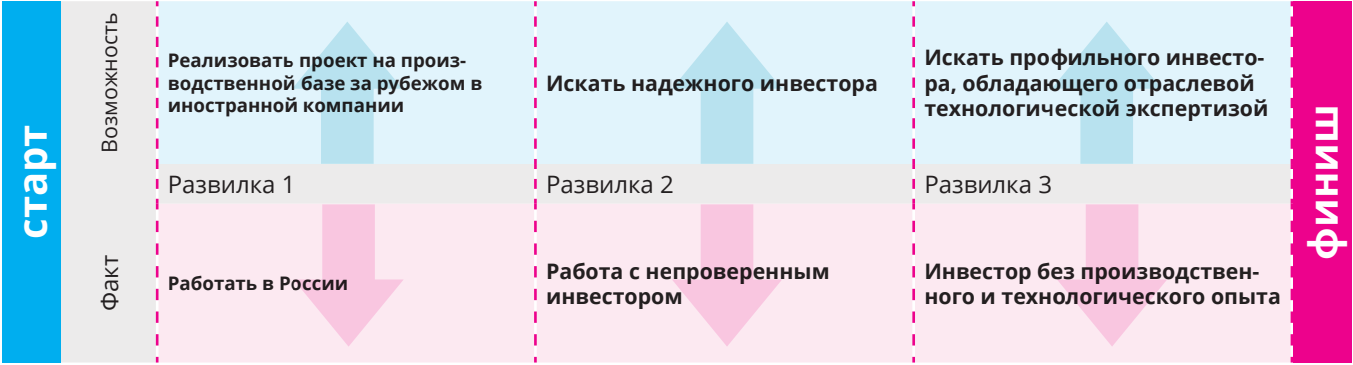 старт
Возможность
Реализовать проект на произ-
водственной базе за рубежом в
иностранной компании
Искать надежного инвестора
Искать профильного инвесто-
ра, обладающего отраслевой
технологической экспертизой
Развилка 1
Развилка 2
Развилка 3
Факт
Работать в России
Работа с непроверенным
инвестором
Инвестор без производствен-
ного и технологического опыта
финиш